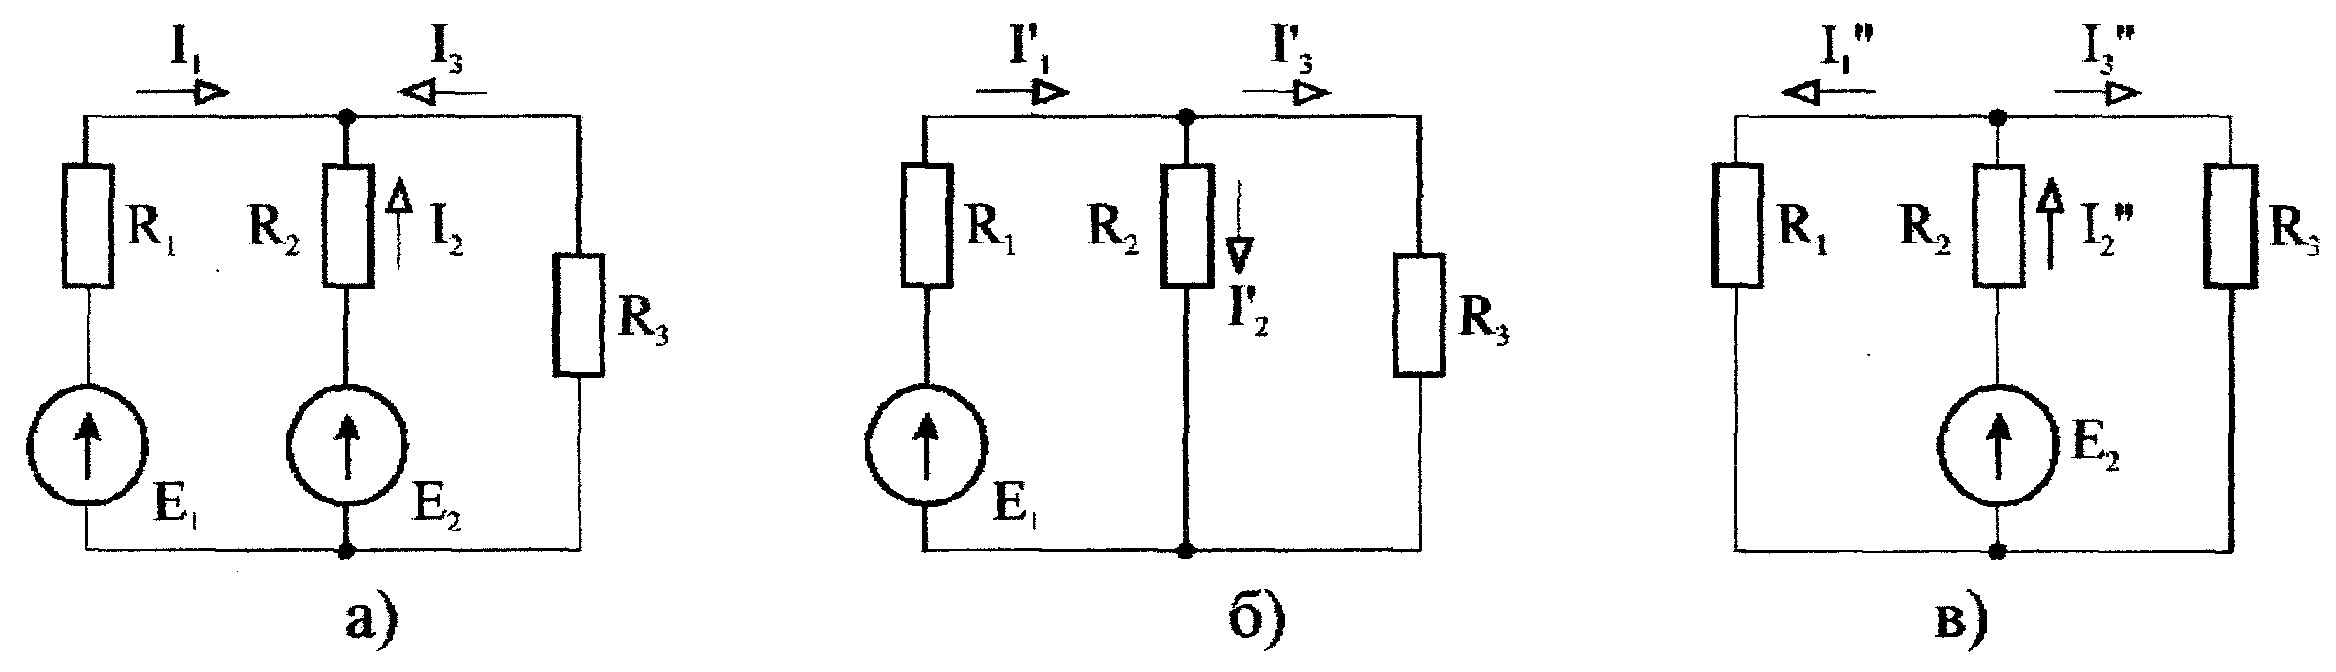 I₁ I₃ I'₁ I'₃ I₁" I₃"
R₁ R₂ I₂ R₁ R₂ R₁ R₂ I₂" R₃
R₃ I'₂ R₃
E₂
E₁ E₂ E₁
а) б) в)